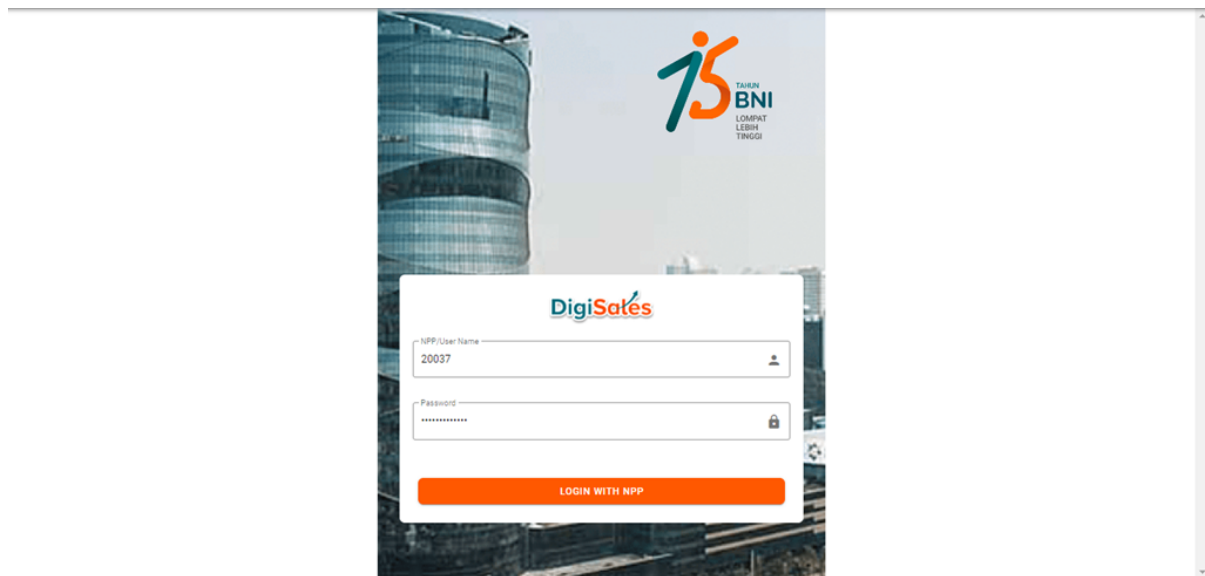 75
TAHUN
BNI
LOMPAT
LEBIH
TINGGI
DigiSales
NPP/User Name
20037
Password
•••••••••••••
LOGIN WITH NPP